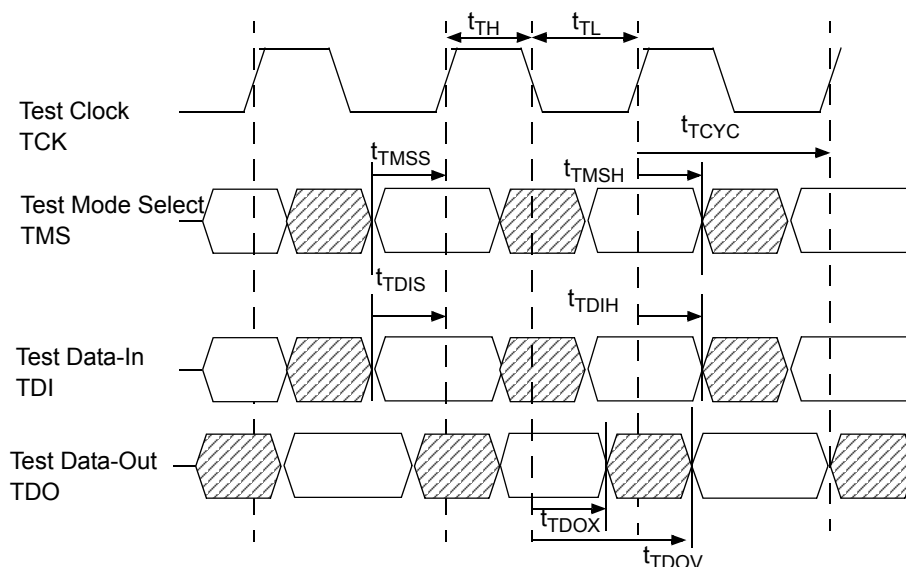 tTH
tTL
Test Clock
TCK
tTCYC
tTMSS
tTMSH
Test Mode Select
TMS
tTDIS
tTDIH
Test Data-In
TDI
Test Data-Out
TDO
tTDOX
tTDOV